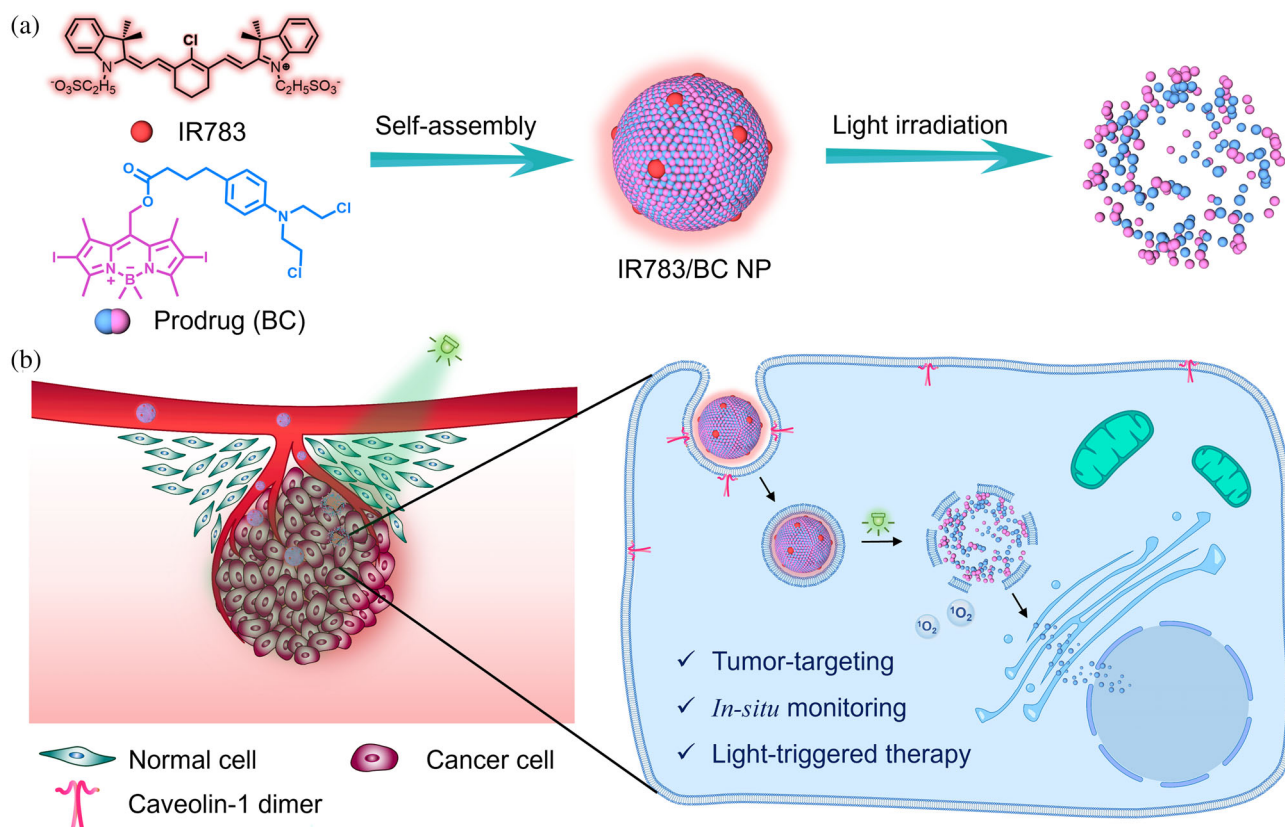 (a)
Cl
N
N
+
⁻O3SC2H5
C2H5SO3⁻
IR783
Self-assembly
Light irradiation
IR783/BC NP
O
O
N
Cl
Cl
I
I
N
B
N
+
−
Prodrug (BC)
(b)
¹O2
¹O2
✓ Tumor-targeting
✓ In-situ monitoring
✓ Light-triggered therapy
Normal cell
Cancer cell
Caveolin-1 dimer